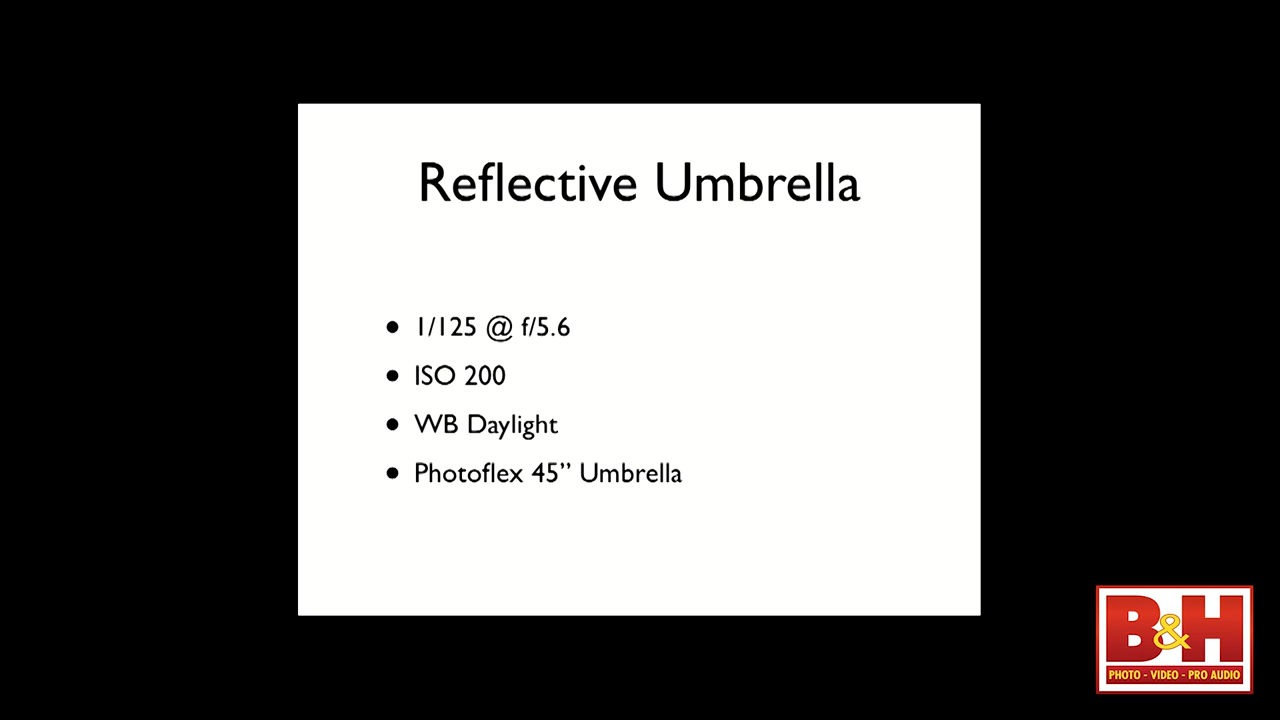 Reflective Umbrella
• 1/125 @ f/5.6
• ISO 200
• WB Daylight
• Photoflex 45” Umbrella
B&H
PHOTO - VIDEO - PRO AUDIO